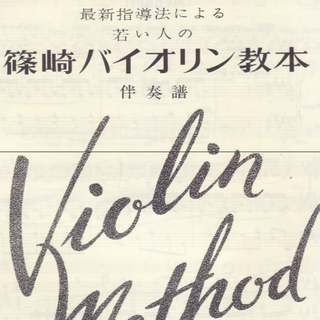 最新指導法による
若い人の
篠崎バイオリン教本
伴奏譜
Violin
Method